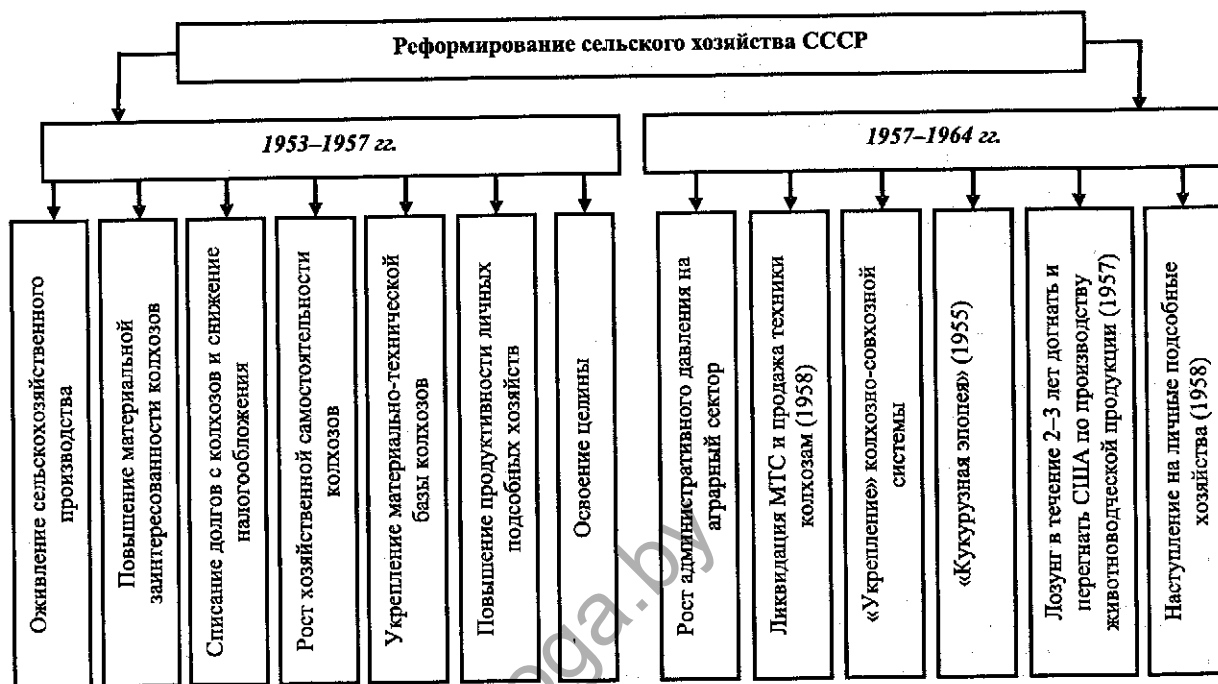 Реформирование сельского хозяйства СССР
1953–1957 гг.
1957–1964 гг.
Оживление сельскохозяйственного
производства
Повышение материальной
заинтересованности колхозов
Списание долгов с колхозов и снижение
налогообложения
Рост хозяйственной самостоятельности
колхозов
Укрепление материально-технической
базы колхозов
Повышение продуктивности личных
подсобных хозяйств
Освоение целины
Рост административного давления на
аграрный сектор
Ликвидация МТС и продажа техники
колхозам (1958)
«Укрепление» колхозно-совхозной
системы
«Кукурузная эпопея» (1955)
Лозунг в течение 2–3 лет догнать и
перегнать США по производству
животноводческой продукции (1957)
Наступление на личные подсобные
хозяйства (1958)